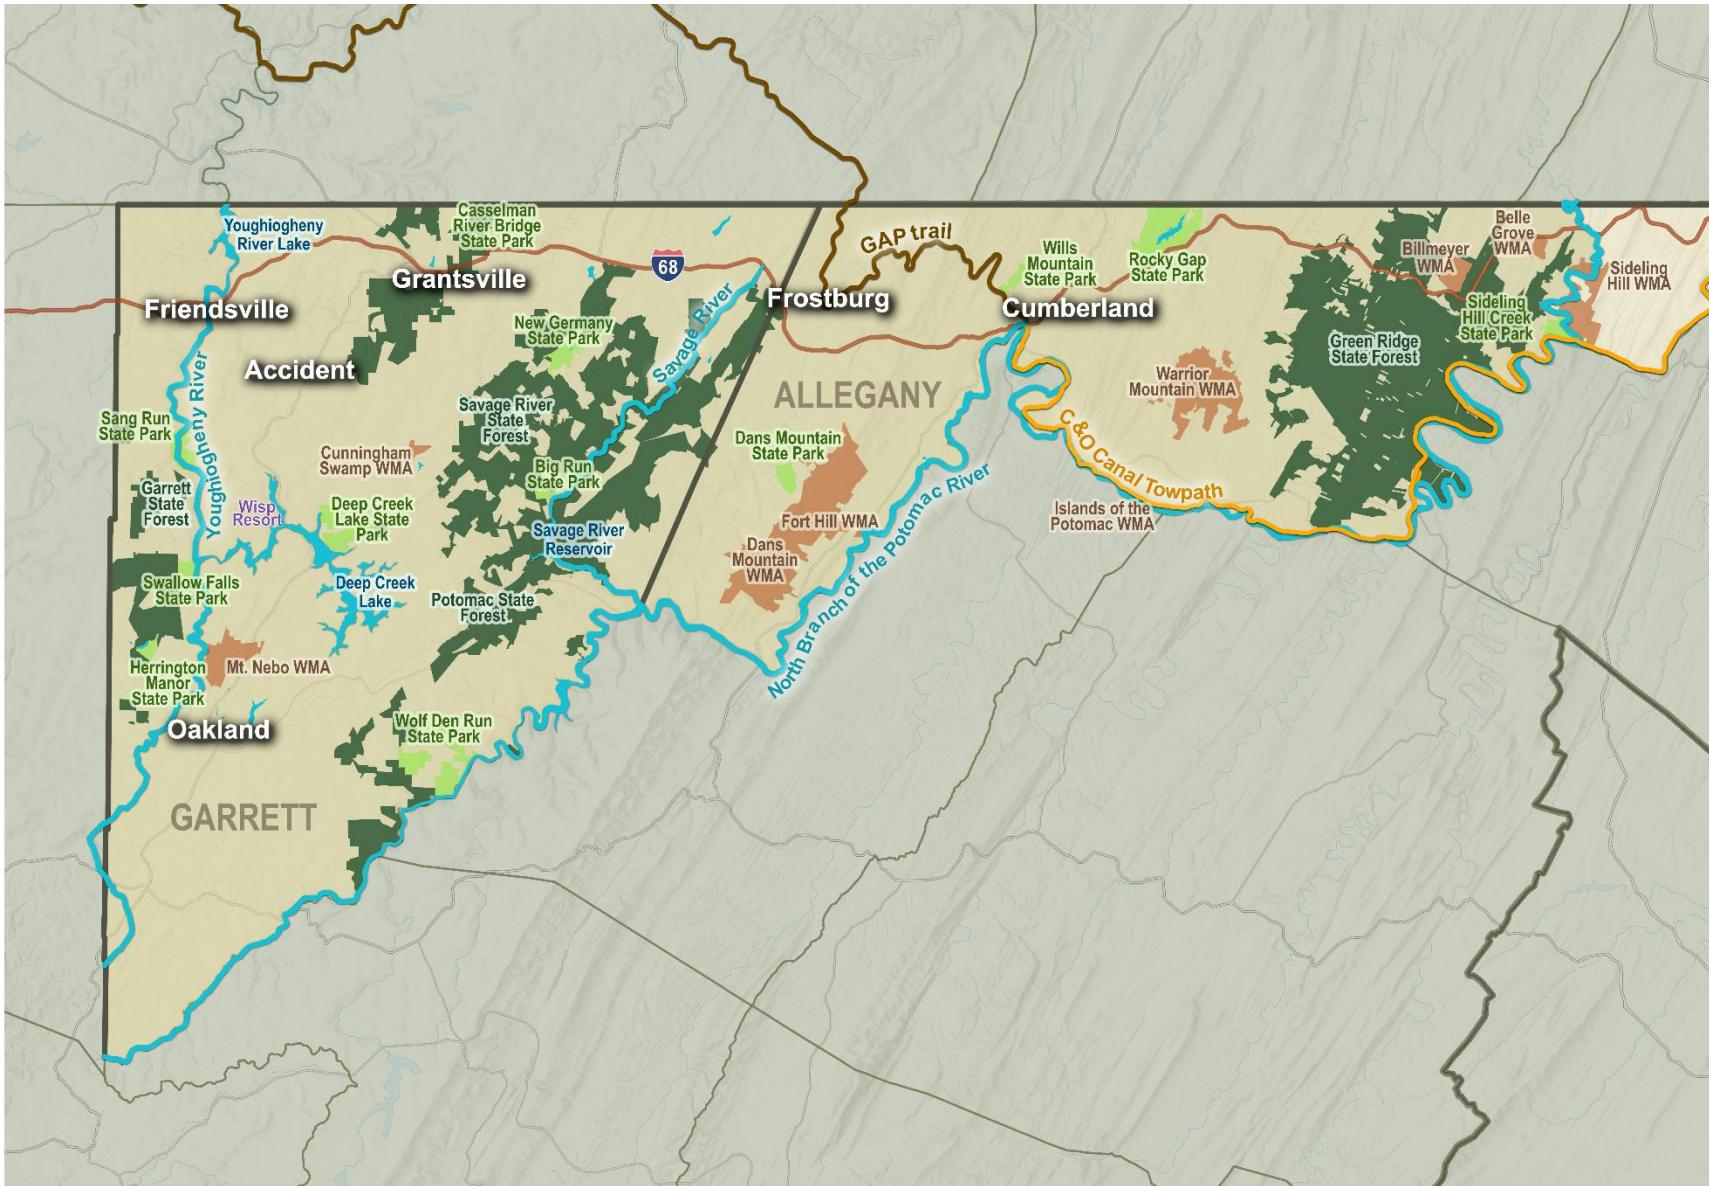 Casselman
River Bridge
State Park
Youghiogheny
River Lake
GAP trail
Wills
Mountain
State Park
Rocky Gap
State Park
Belle
Grove
WMA
Billmeyer
WMA
Sideling
Hill WMA
68
Grantsville
Friendsville
Frostburg
Cumberland
Sideling
Hill Creek
State Park
New Germany
State Park
Savage River
Green Ridge
State Forest
Accident
Youghiogheny River
ALLEGANY
Warrior
Mountain WMA
Sang Run
State Park
Savage River
State
Forest
C &O Canal Towpath
Cunningham
Swamp WMA
Dans Mountain
State Park
Big Run
State Park
Garrett
State
Forest
Wisp
Resort
Deep Creek
Lake State
Park
Fort Hill WMA
Islands of the
Potomac WMA
Savage River
Reservoir
North Branch of the Potomac River
Dans
Mountain
WMA
Swallow Falls
State Park
Deep Creek
Lake
Potomac State
Forest
Herrington
Manor
State Park
Mt. Nebo WMA
Oakland
Wolf Den Run
State Park
GARRETT